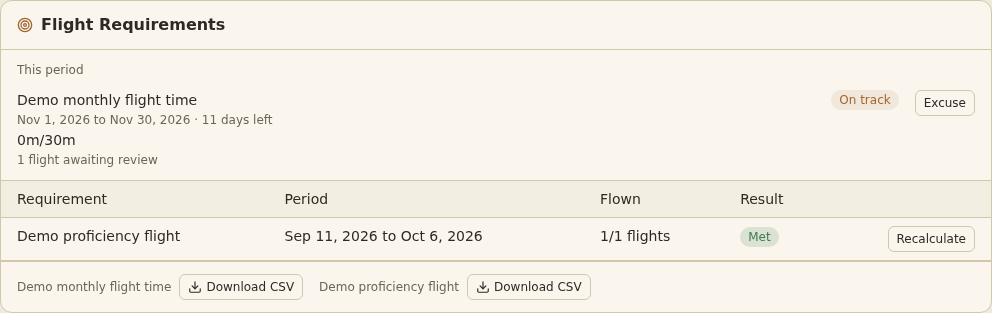 Flight Requirements
This period
Demo monthly flight time
On track
Excuse
Nov 1, 2026 to Nov 30, 2026 · 11 days left
0m/30m
1 flight awaiting review
Requirement Period Flown Result
Demo proficiency flight Sep 11, 2026 to Oct 6, 2026 1/1 flights Met Recalculate
Demo monthly flight time Download CSV Demo proficiency flight Download CSV